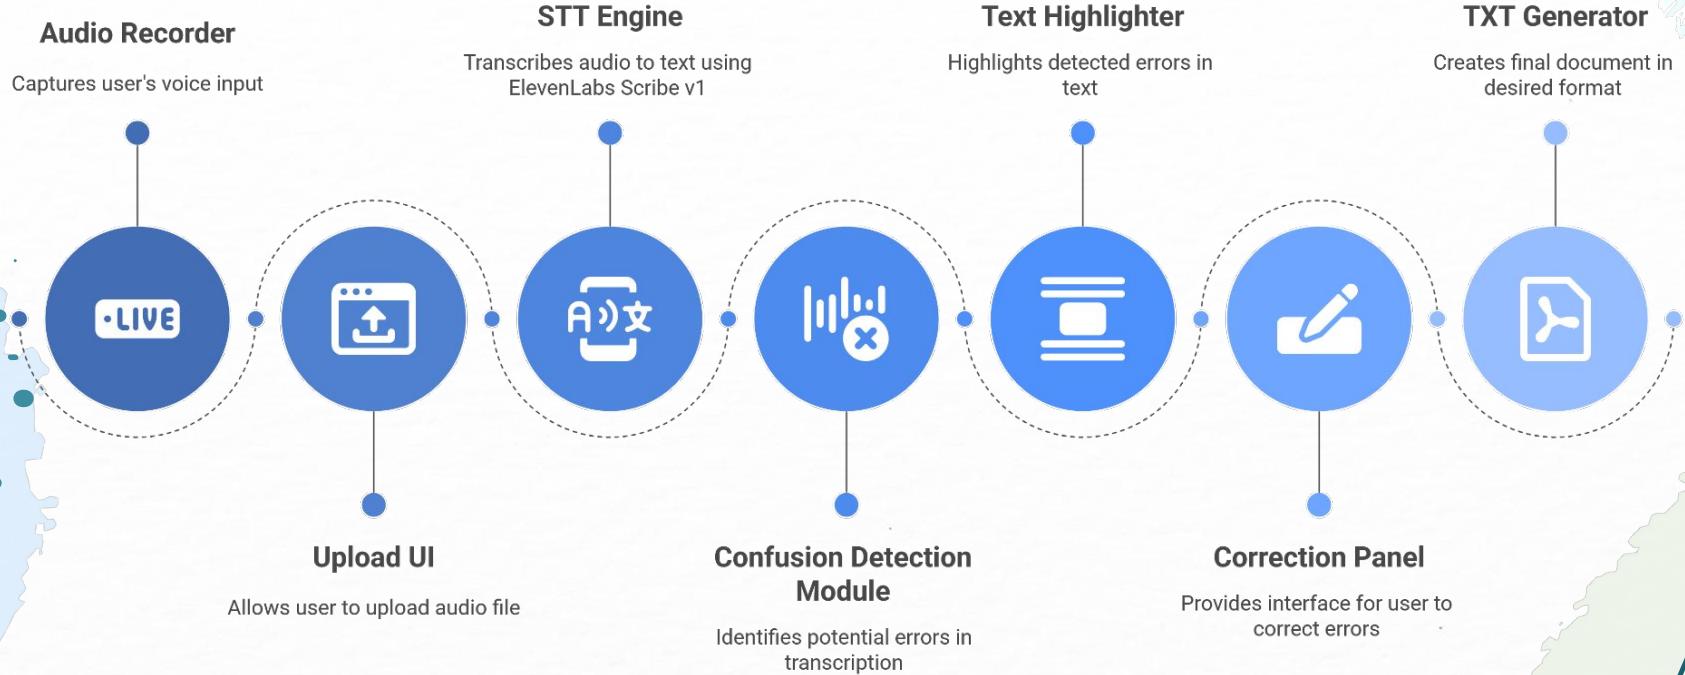 Audio Recorder
Captures user's voice input
LIVE
Upload UI
Allows user to upload audio file
STT Engine
Transcribes audio to text using
ElevenLabs Scribe v1
A 文
Confusion Detection
Module
Identifies potential errors in
transcription
Text Highlighter
Highlights detected errors in
text
Correction Panel
Provides interface for user to
correct errors
TXT Generator
Creates final document in
desired format